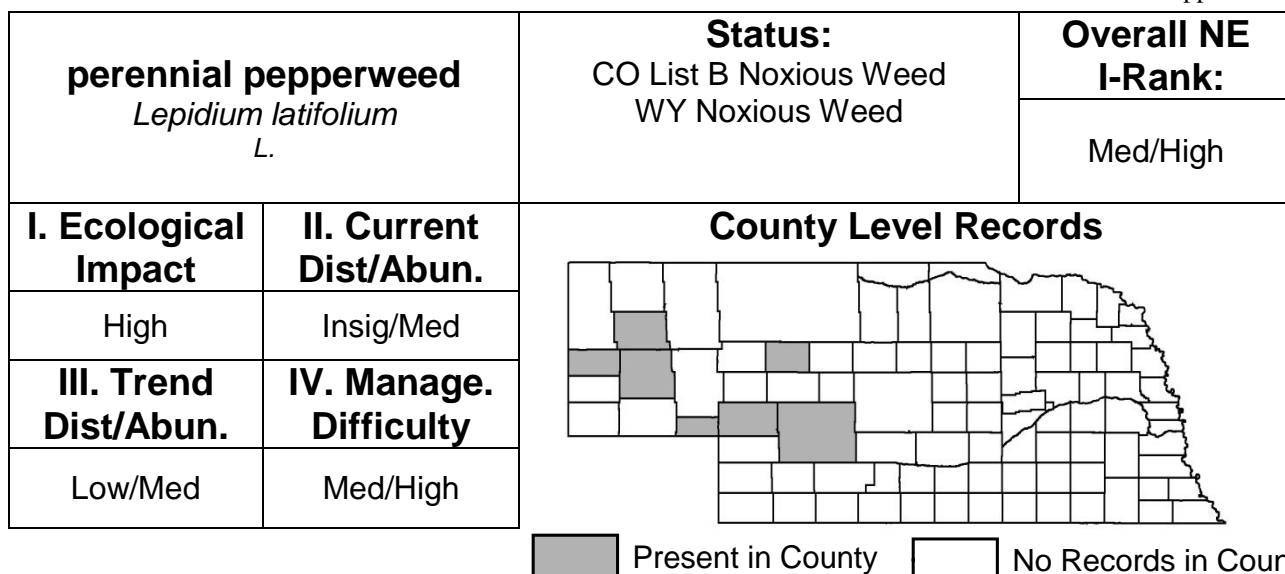 perennial pepperweed
Lepidium latifolium
L.
Status:
CO List B Noxious Weed
WY Noxious Weed
Overall NE
I-Rank:
Med/High
I. Ecological
Impact
II. Current
Dist/Abun.
High
Insig/Med
III. Trend
Dist/Abun.
IV. Manage.
Difficulty
Low/Med
Med/High
County Level Records
Present in County
No Records in Coun